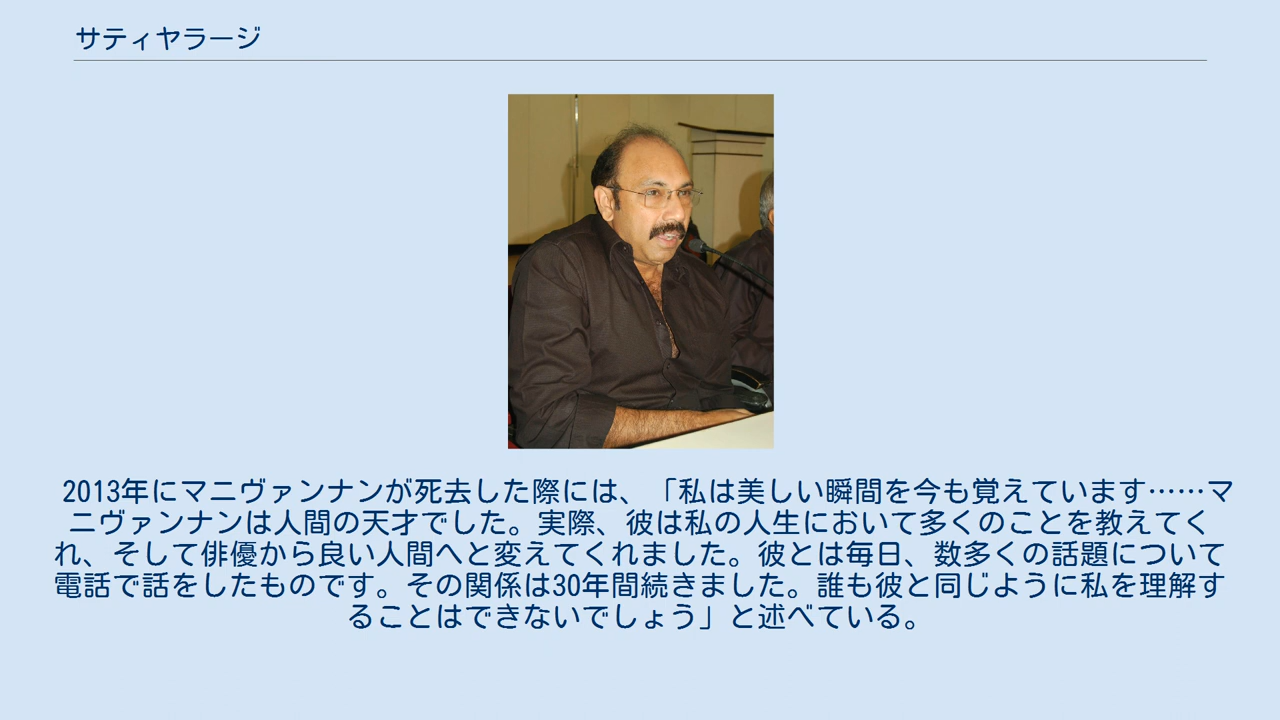 サティヤラージ
2013年にマニヴァンナンが死去した際には、「私は美しい瞬間を今も覚えています……マ
ニヴァンナンは人間の天才でした。実際、彼は私の人生において多くのことを教えてく
れ、そして俳優から良い人間へと変えてくれました。彼とは毎日、数多くの話題について
電話で話をしたものです。その関係は30年間続きました。誰も彼と同じように私を理解す
ることはできないでしょう」と述べている。